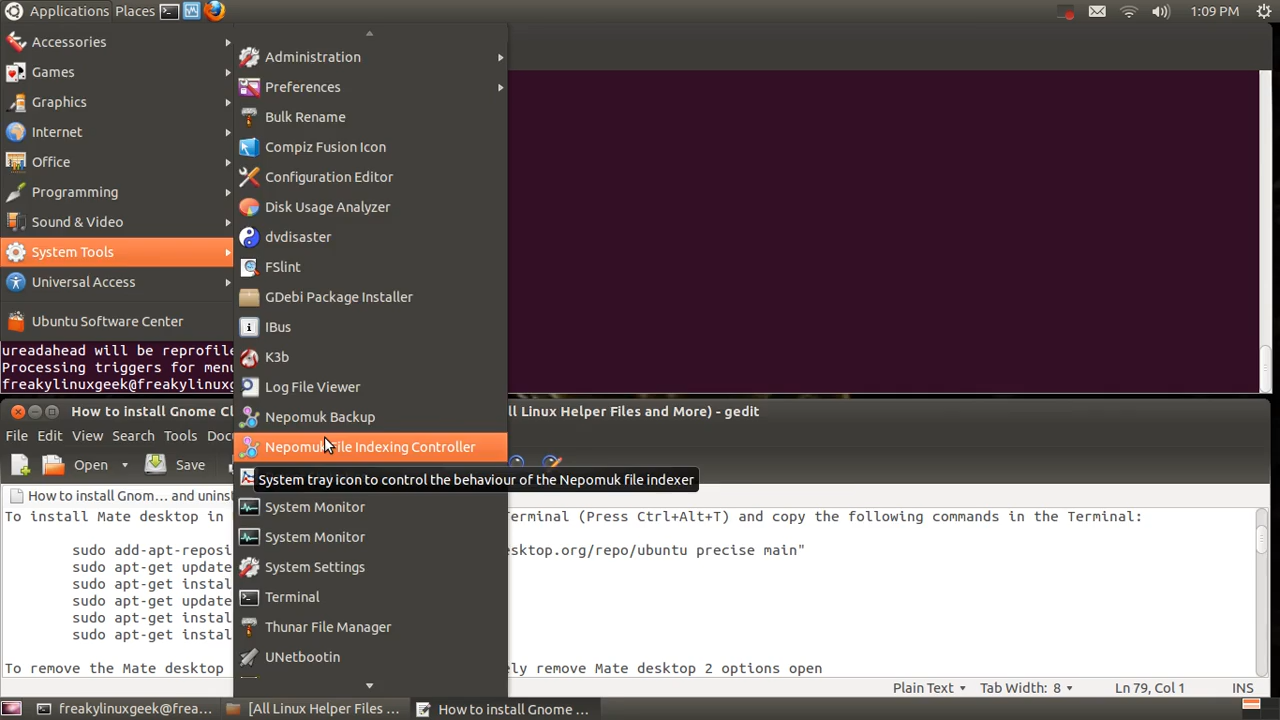 Applications Places 1:09 PM
Accessories
Games
Graphics
Internet
Office
Programming
Sound & Video
System Tools
Universal Access
Ubuntu Software Center
Administration
Preferences
Bulk Rename
Compiz Fusion Icon
Configuration Editor
Disk Usage Analyzer
dvdisaster
FSlint
GDebi Package Installer
IBus
K3b
Log File Viewer
Nepomuk Backup
Nepomuk File Indexing Controller
System tray icon to control the behaviour of the Nepomuk file indexer
System Monitor
System Monitor
System Settings
Terminal
Thunar File Manager
UNetbootin
ureadahead will be reprofile
Processing triggers for menu
freakylinuxgeek@freakylinuxg
How to install Gnome Cl ll Linux Helper Files and More) - gedit
File Edit View Search Tools Docu
Open Save
How to install Gnom… and uninst
To install Mate desktop in Terminal (Press Ctrl+Alt+T) and copy the following commands in the Terminal:
sudo add-apt-reposi esktop.org/repo/ubuntu precise main"
sudo apt-get update
sudo apt-get instal
sudo apt-get update
sudo apt-get instal
sudo apt-get instal
To remove the Mate desktop ely remove Mate desktop 2 options open
Plain Text Tab Width: 8 Ln 79, Col 1 INS
freakylinuxgeek@frea... [All Linux Helper Files ... How to install Gnome ...